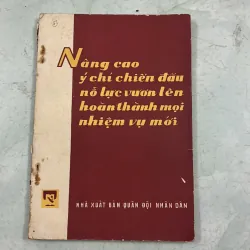 Nâng cao
ý chí chiến đấu
nỗ lực vươn lên
hoàn thành mọi
nhiệm vụ mới
NHÀ XUẤT BẢN QUÂN ĐỘI NHÂN DÂN